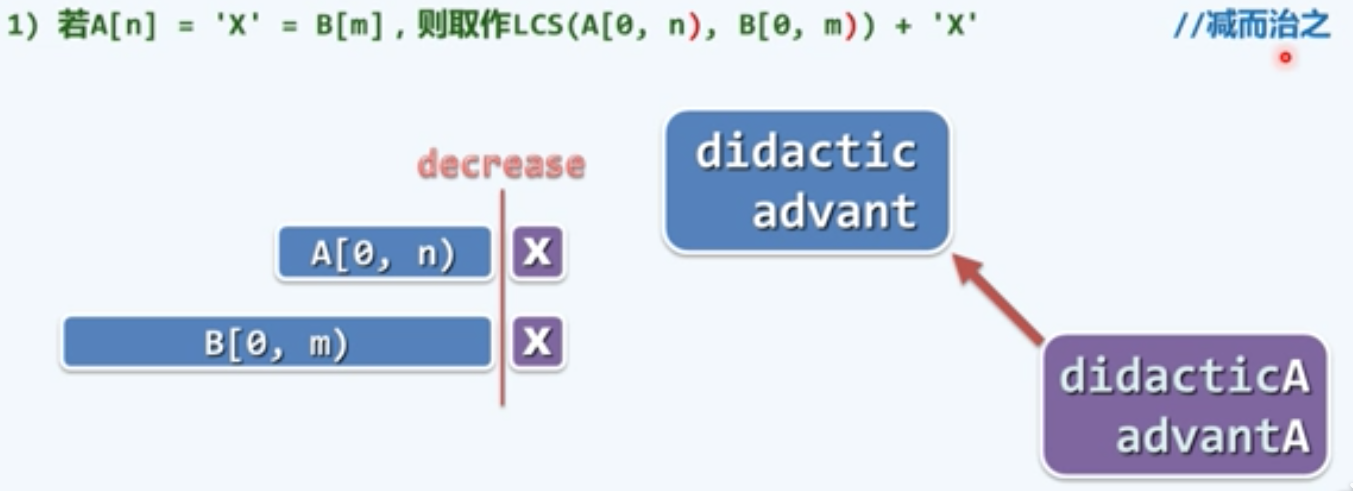 1) 若A[n] = 'X' = B[m]，则取作LCS(A[0, n), B[0, m)) + 'X' //减而治之
decrease
A[0, n) X
B[0, m) X
didactic
advant
didacticA
advantA